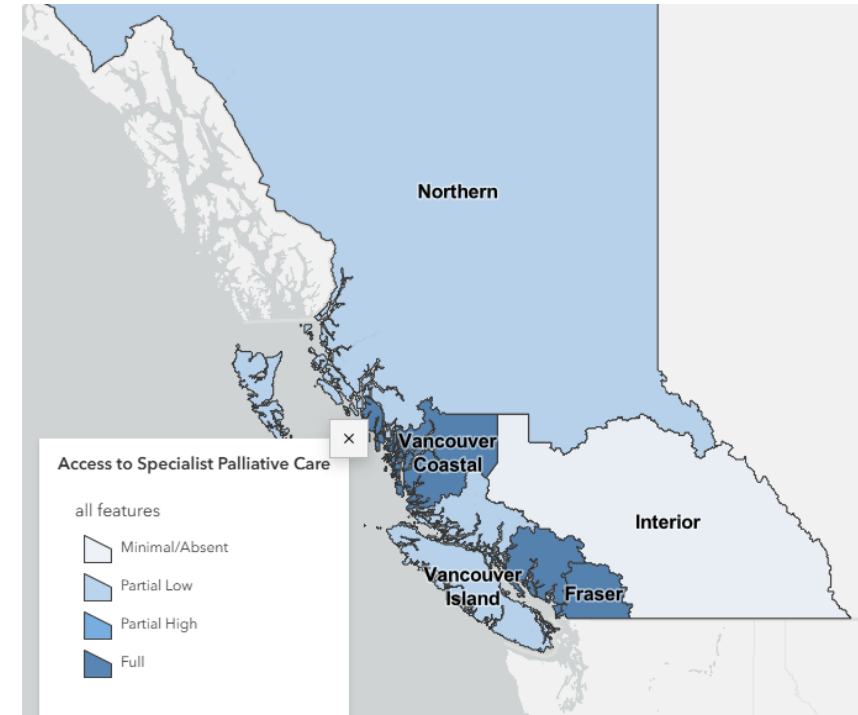 Northern
Vancouver
Coastal
Interior
Vancouver
Island
Fraser
×
Access to Specialist Palliative Care
all features
Minimal/Absent
Partial Low
Partial High
Full